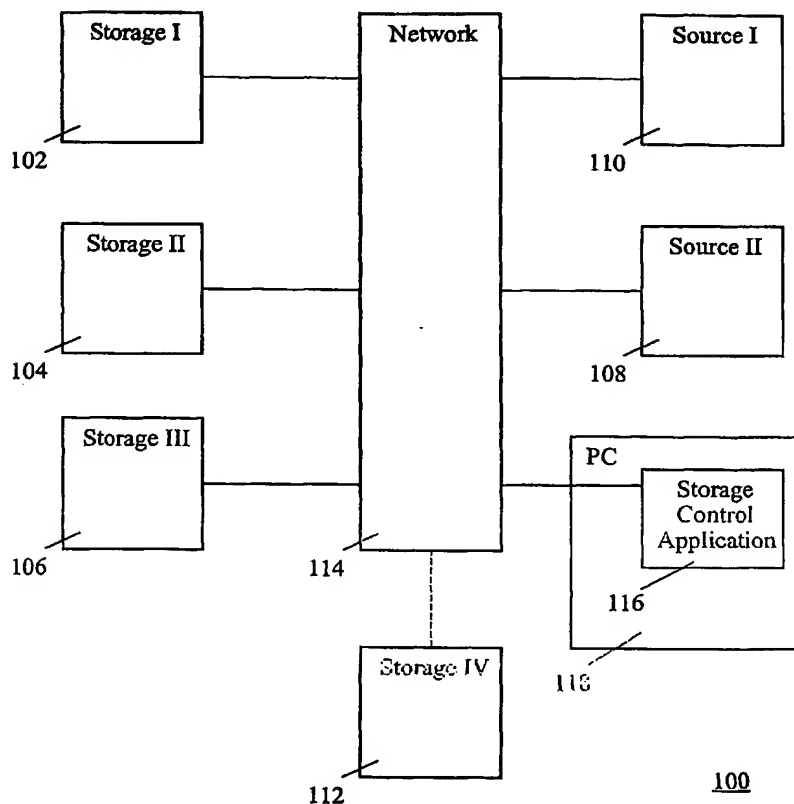 Storage I
Network
Source I
102
110
Storage II
Source II
104
108
Storage III
PC
Storage
Control
Application
106
114
116
Storage IV
118
112
100